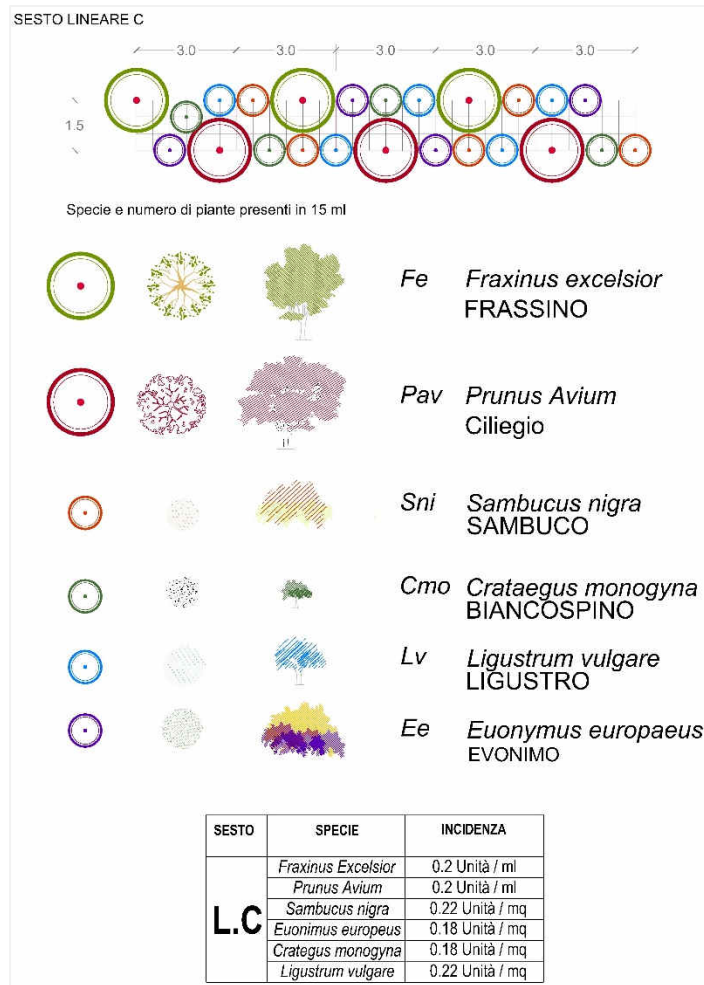 SESTO LINEARE C
3.0 3.0 3.0 3.0 3.0
1.5
Specie e numero di piante presenti in 15 ml
Fe Fraxinus excelsior
FRASSINO
Pav Prunus Avium
Ciliegio
Sni Sambucus nigra
SAMBUCO
Cmo Crataegus monogyna
BIANCOSPINO
Lv Ligustrum vulgare
LIGUSTRO
Ee Euonymus europaeus
EVONIMO
SESTO SPECIE INCIDENZA
L.C
Fraxinus Excelsior 0.2 Unità / ml
Prunus Avium 0.2 Unità / ml
Sambucus nigra 0.22 Unità / mq
Euonimus europeus 0.18 Unità / mq
Crategus monogyna 0.18 Unità / mq
Ligustrum vulgare 0.22 Unità / mq